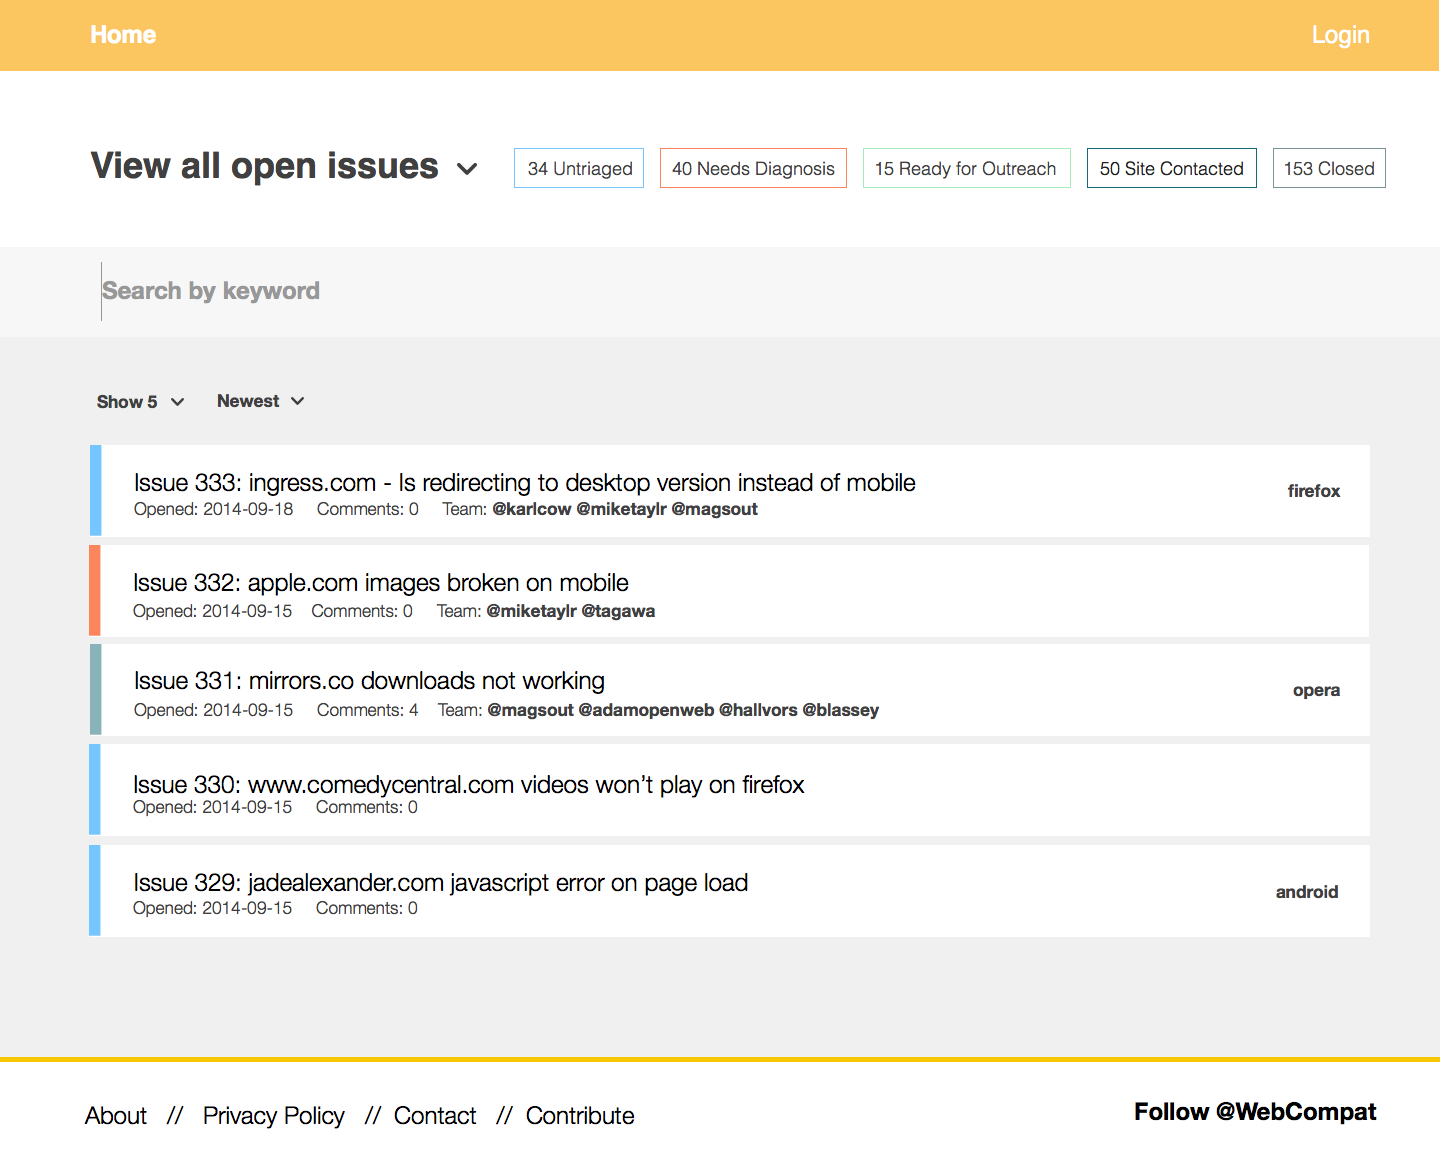 Home Login
View all open issues 34 Untriaged 40 Needs Diagnosis 15 Ready for Outreach 50 Site Contacted 153 Closed
Search by keyword
Show 5 Newest
Issue 333: ingress.com - Is redirecting to desktop version instead of mobile
Opened: 2014-09-18 Comments: 0 Team: @karlcow @miketaylr @magsout
firefox
Issue 332: apple.com images broken on mobile
Opened: 2014-09-15 Comments: 0 Team: @miketaylr @tagawa
Issue 331: mirrors.co downloads not working
Opened: 2014-09-15 Comments: 4 Team: @magsout @adamopenweb @hallvors @blassey
opera
Issue 330: www.comedycentral.com videos won’t play on firefox
Opened: 2014-09-15 Comments: 0
Issue 329: jadealexander.com javascript error on page load
Opened: 2014-09-15 Comments: 0
android
About // Privacy Policy // Contact // Contribute
Follow @WebCompat